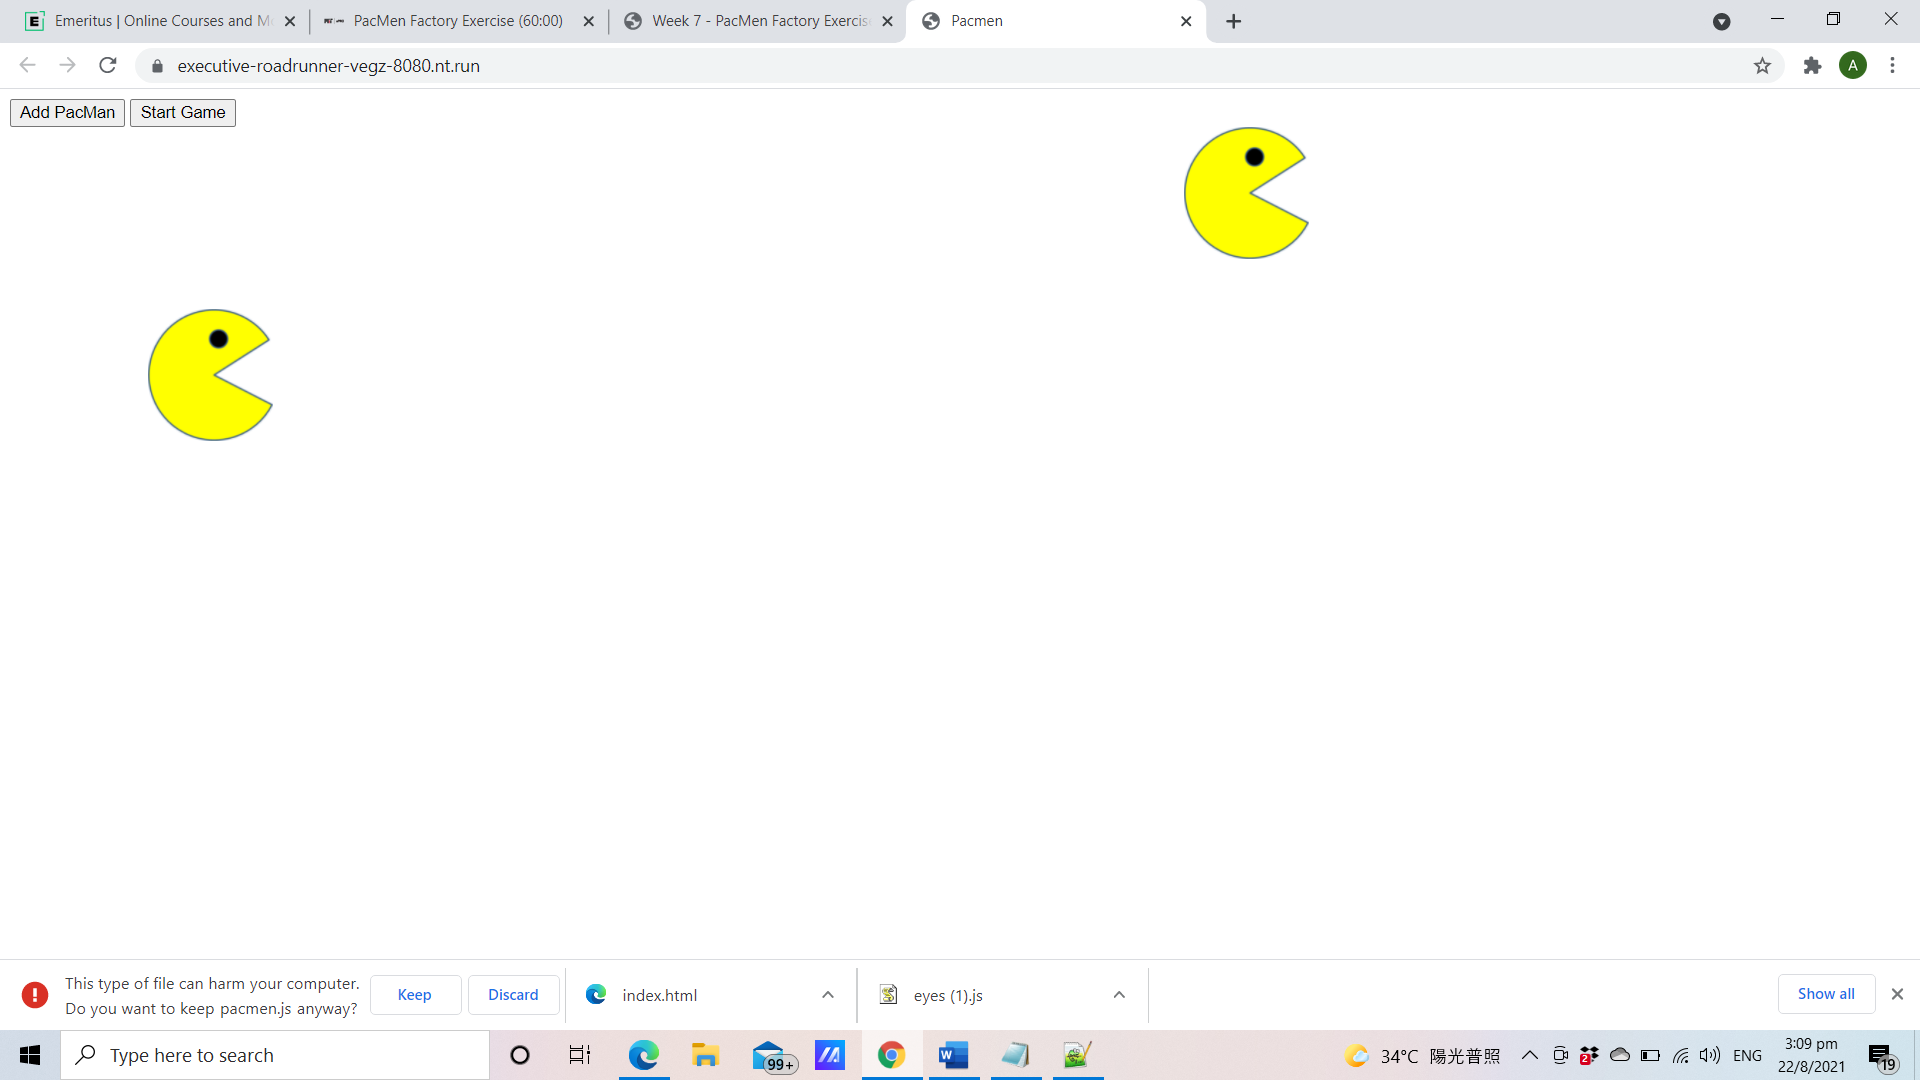 Emeritus | Online Courses and M
PacMen Factory Exercise (60:00)
Week 7 - PacMen Factory Exercis
Pacmen
executive-roadrunner-vegz-8080.nt.run
A
Add PacMan
Start Game
This type of file can harm your computer.
Do you want to keep pacmen.js anyway?
Keep
Discard
index.html
eyes (1).js
Show all
Type here to search
99+
34°C 陽光普照
2
ENG
3:09 pm
22/8/2021
19